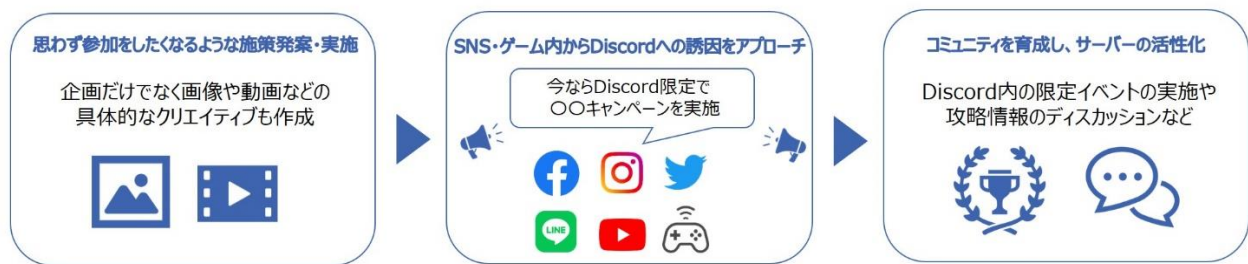 思わず参加をしたくなるような施策発案・実施
企画だけでなく画像や動画などの
具体的なクリエイティブも作成
SNS・ゲーム内からDiscordへの誘因をアプローチ
今ならDiscord限定で
〇〇キャンペーンを実施
LINE
コミュニティを育成し、サーバーの活性化
Discord内の限定イベントの実施や
攻略情報のディスカッションなど